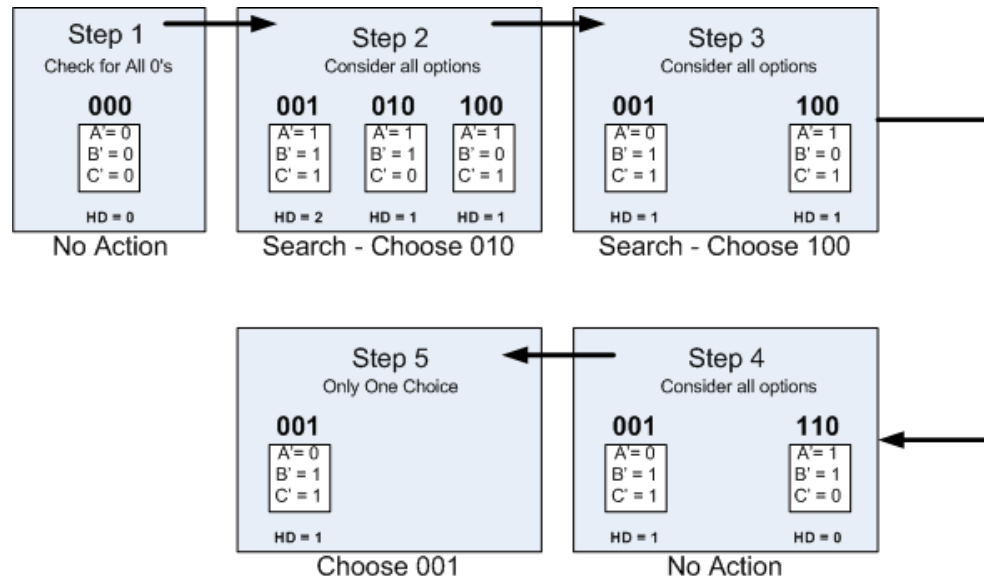 Step 1
Check for All 0's
000
A'= 0
B' = 0
C' = 0
HD = 0
No Action
Step 2
Consider all options
001 010 100
A'= 1 A'= 1 A'= 1
B' = 1 B' = 1 B' = 0
C' = 1 C' = 0 C' = 1
HD = 2 HD = 1 HD = 1
Search - Choose 010
Step 3
Consider all options
001 100
A'= 0 A'= 1
B' = 1 B' = 0
C' = 1 C' = 1
HD = 1 HD = 1
Search - Choose 100
Step 4
Consider all options
001 110
A'= 0 A'= 1
B' = 1 B' = 1
C' = 1 C' = 0
HD = 1 HD = 0
No Action
Step 5
Only One Choice
001
A'= 0
B' = 1
C' = 1
HD = 1
Choose 001